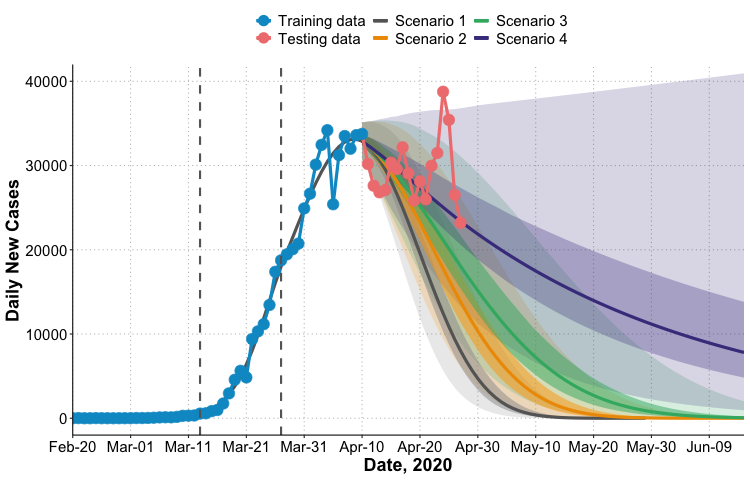 Training data Scenario 1 Scenario 3
Testing data Scenario 2 Scenario 4
Daily New Cases
40000
30000
20000
10000
0
Feb-20 Mar-01 Mar-11 Mar-21 Mar-31 Apr-10 Apr-20 Apr-30 May-10 May-20 May-30 Jun-09
Date, 2020